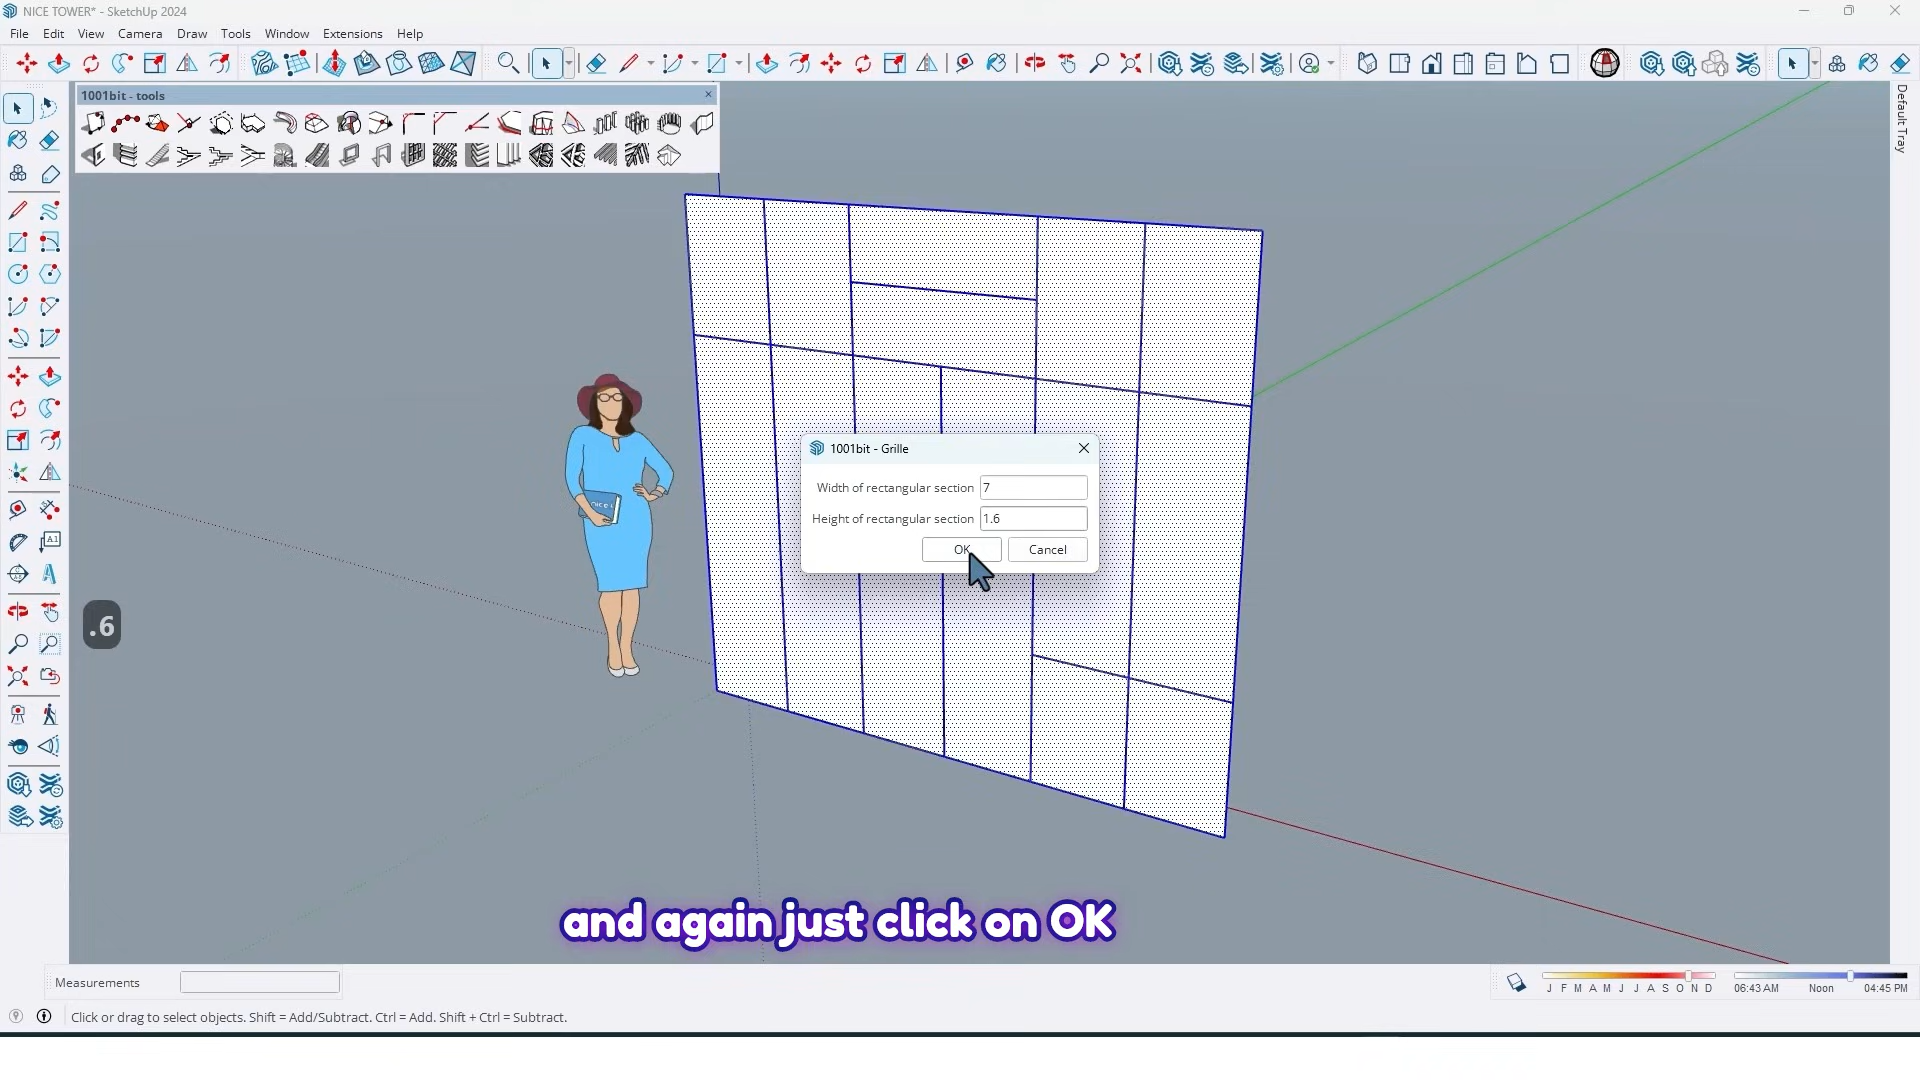 NICE TOWER* - SketchUp 2024
File Edit View Camera Draw Tools Window Extensions Help
1001bit - tools
Default Tray
1001bit - Grille
Width of rectangular section 7
Height of rectangular section 1.6
OK Cancel
NICE
.6
and again just click on OK
Measurements
J F M A M J J A S O N D 06:43 AM Noon 04:45 PM
Click or drag to select objects. Shift = Add/Subtract. Ctrl = Add. Shift + Ctrl = Subtract.